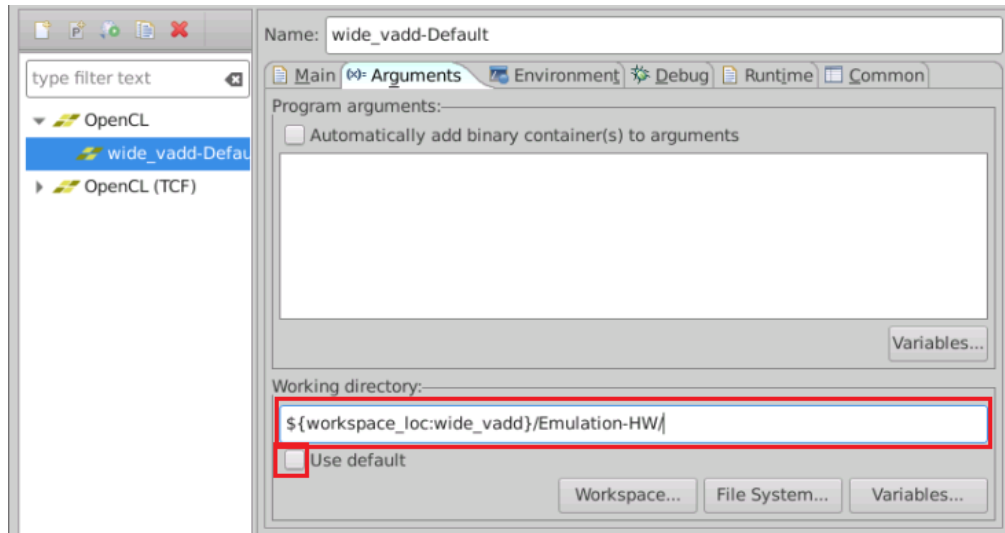 Name: wide_vadd-Default
type filter text
Main (x)= Arguments Environment Debug Runtime Common
Program arguments:
OpenCL
Automatically add binary container(s) to arguments
wide_vadd-Defau
OpenCL (TCF)
Variables...
Working directory:
${workspace_loc:wide_vadd}/Emulation-HW/
Use default
Workspace... File System... Variables...